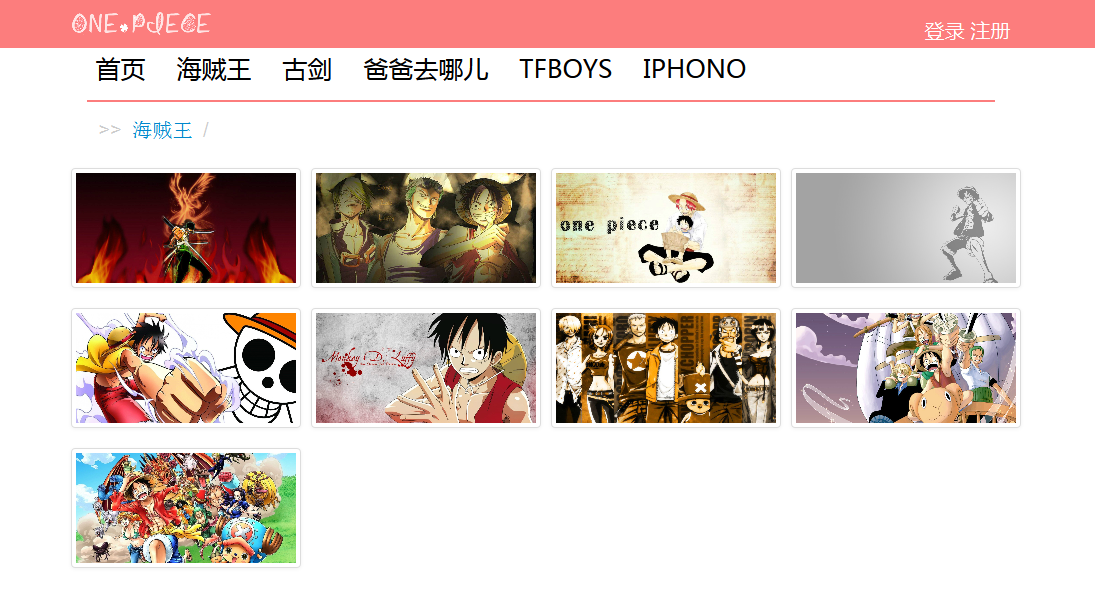 ONE.PIECE
登录 注册
首页 海贼王 古剑 爸爸去哪儿 TFBOYS IPHONO
>> 海贼王 /
one piece
Monkey D. Luffy
CHOPPER